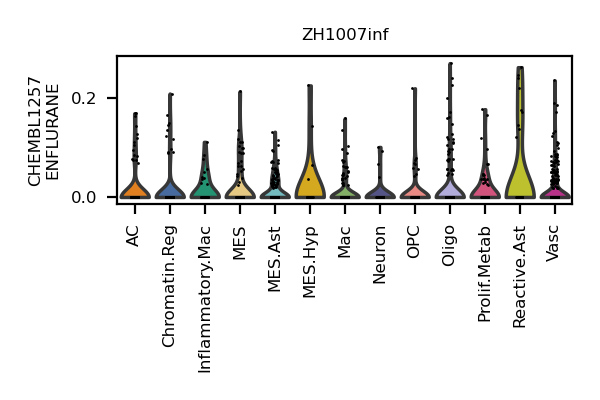 ZH1007inf
CHEMBL1257
ENFLURANE
0.2
0.0
AC
Chromatin.Reg
Inflammatory.Mac
MES
MES.Ast
MES.Hyp
Mac
Neuron
OPC
Oligo
Prolif.Metab
Reactive.Ast
Vasc